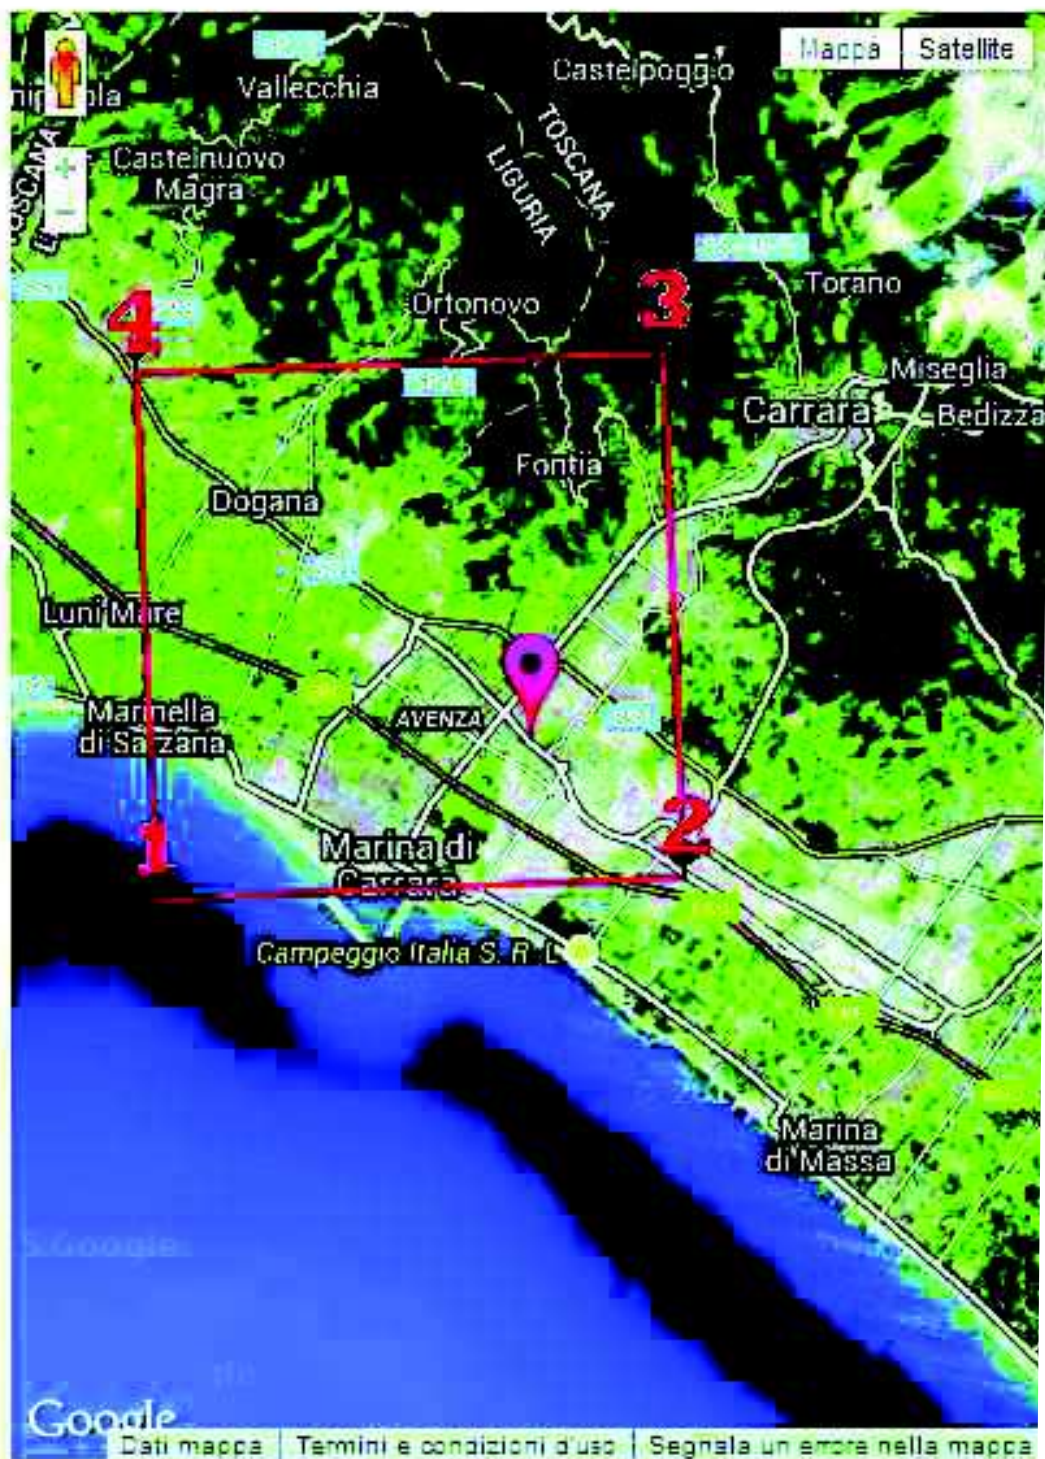 Mappa
Satellite
Castelpoggio
Vallecchia
TOSCANA
LIGURIA
TOSCANA
Castelnuovo
Magra
Torano
4
3
Ortonovo
Miseglia
Carrara
Bedizza
Fontia
Dogana
Luni Mare
Marinella
di Sarzana
AVENZA
1
2
Marina di
Carrara
Campeggio Italia S. R. L
Marina
di Massa
Google
Google
Dati mappa
Termini e condizioni d'uso
Segnala un errore nella mappa